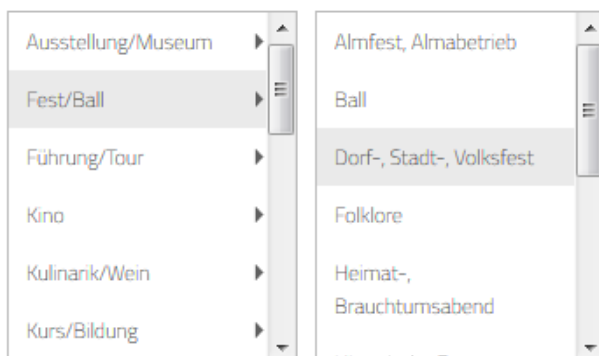 Ausstellung/Museum
Fest/Ball
Führung/Tour
Kino
Kulinarik/Wein
Kurs/Bildung
Almfest, Almabetrieb
Ball
Dorf-, Stadt-, Volksfest
Folklore
Heimat-,
Brauchtumsabend